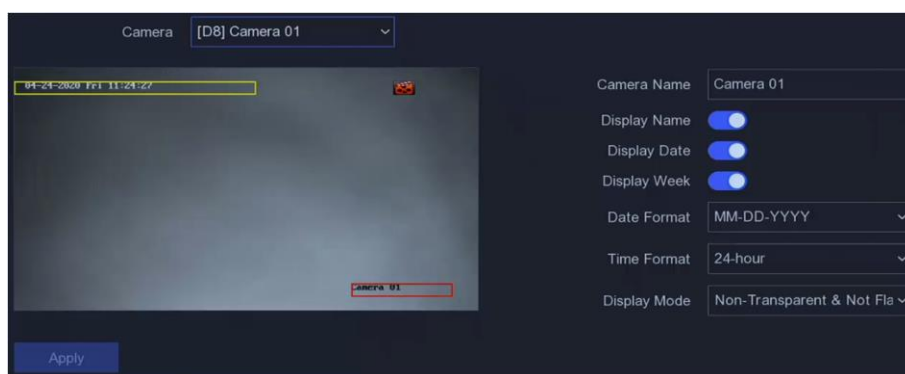 Camera [D8] Camera 01
04-24-2020 Fri 11:24:27
Camera 01
Camera Name Camera 01
Display Name
Display Date
Display Week
Date Format MM-DD-YYYY
Time Format 24-hour
Display Mode Non-Transparent & Not Fla
Apply